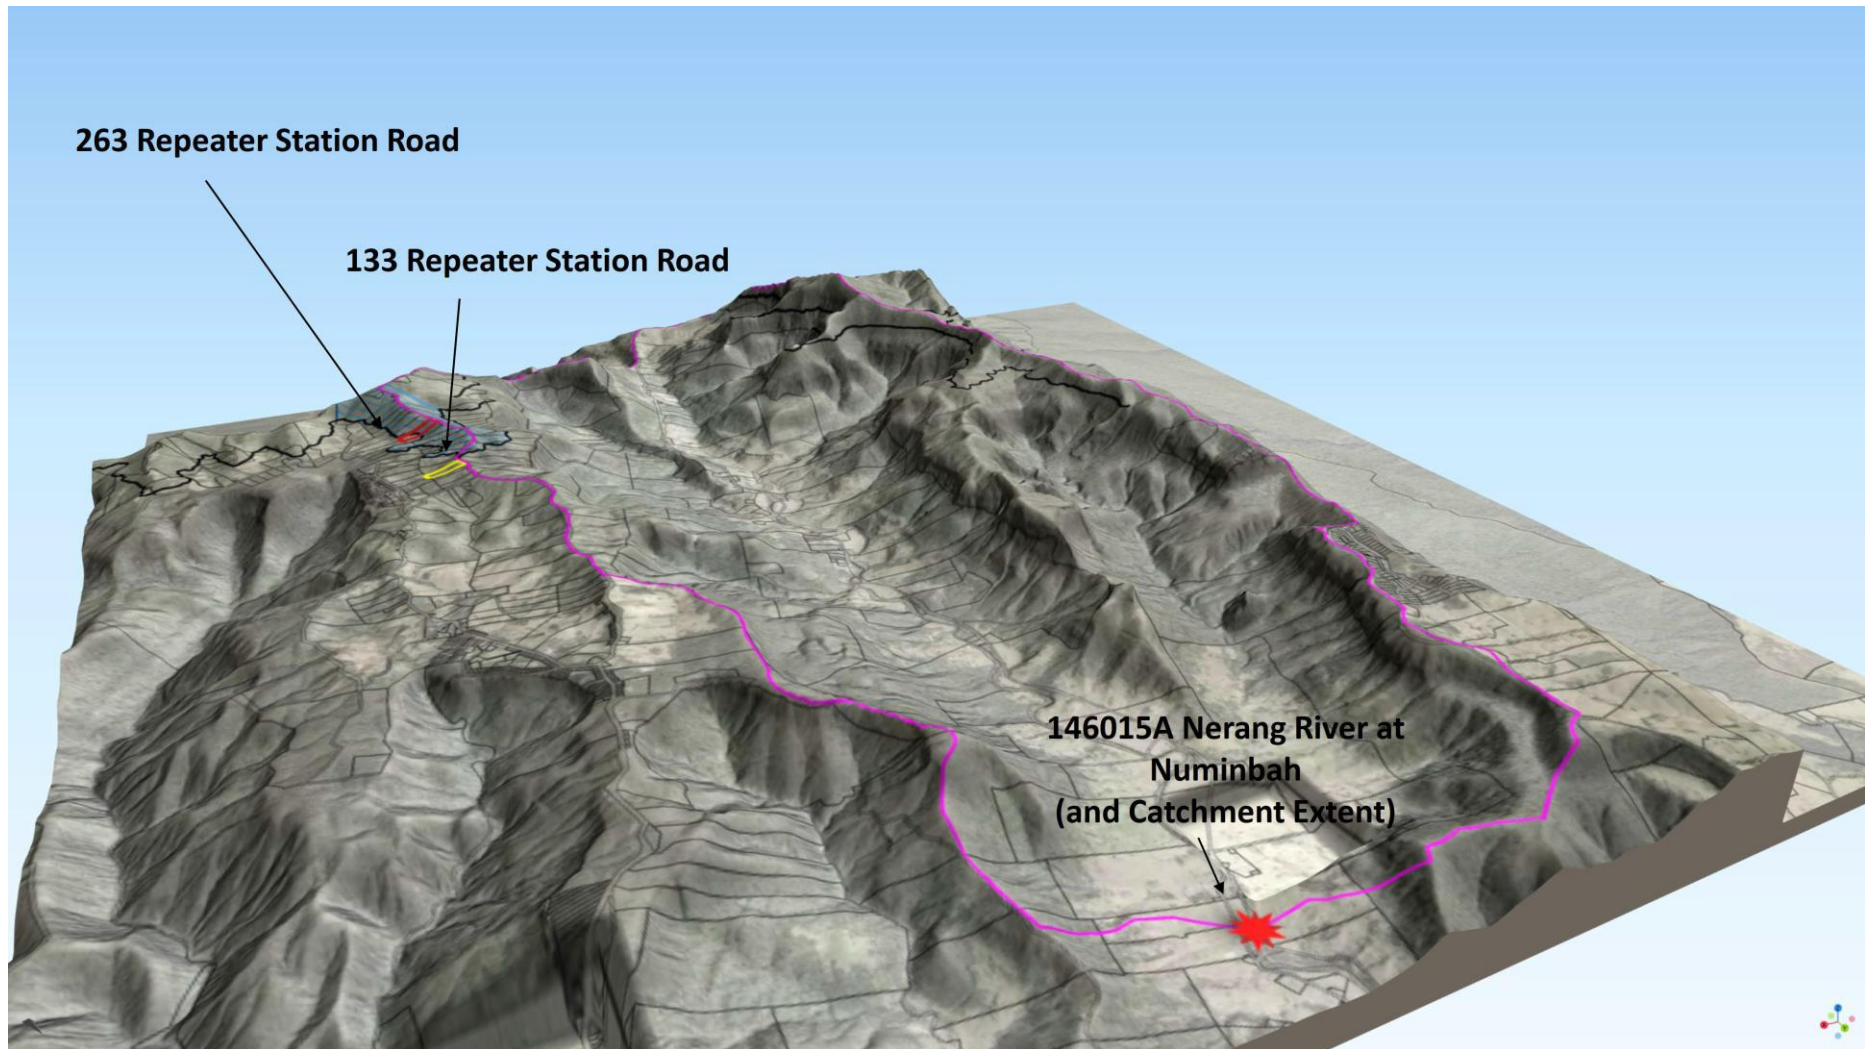 263 Repeater Station Road
133 Repeater Station Road
146015A Nerang River at
Numinbah
(and Catchment Extent)